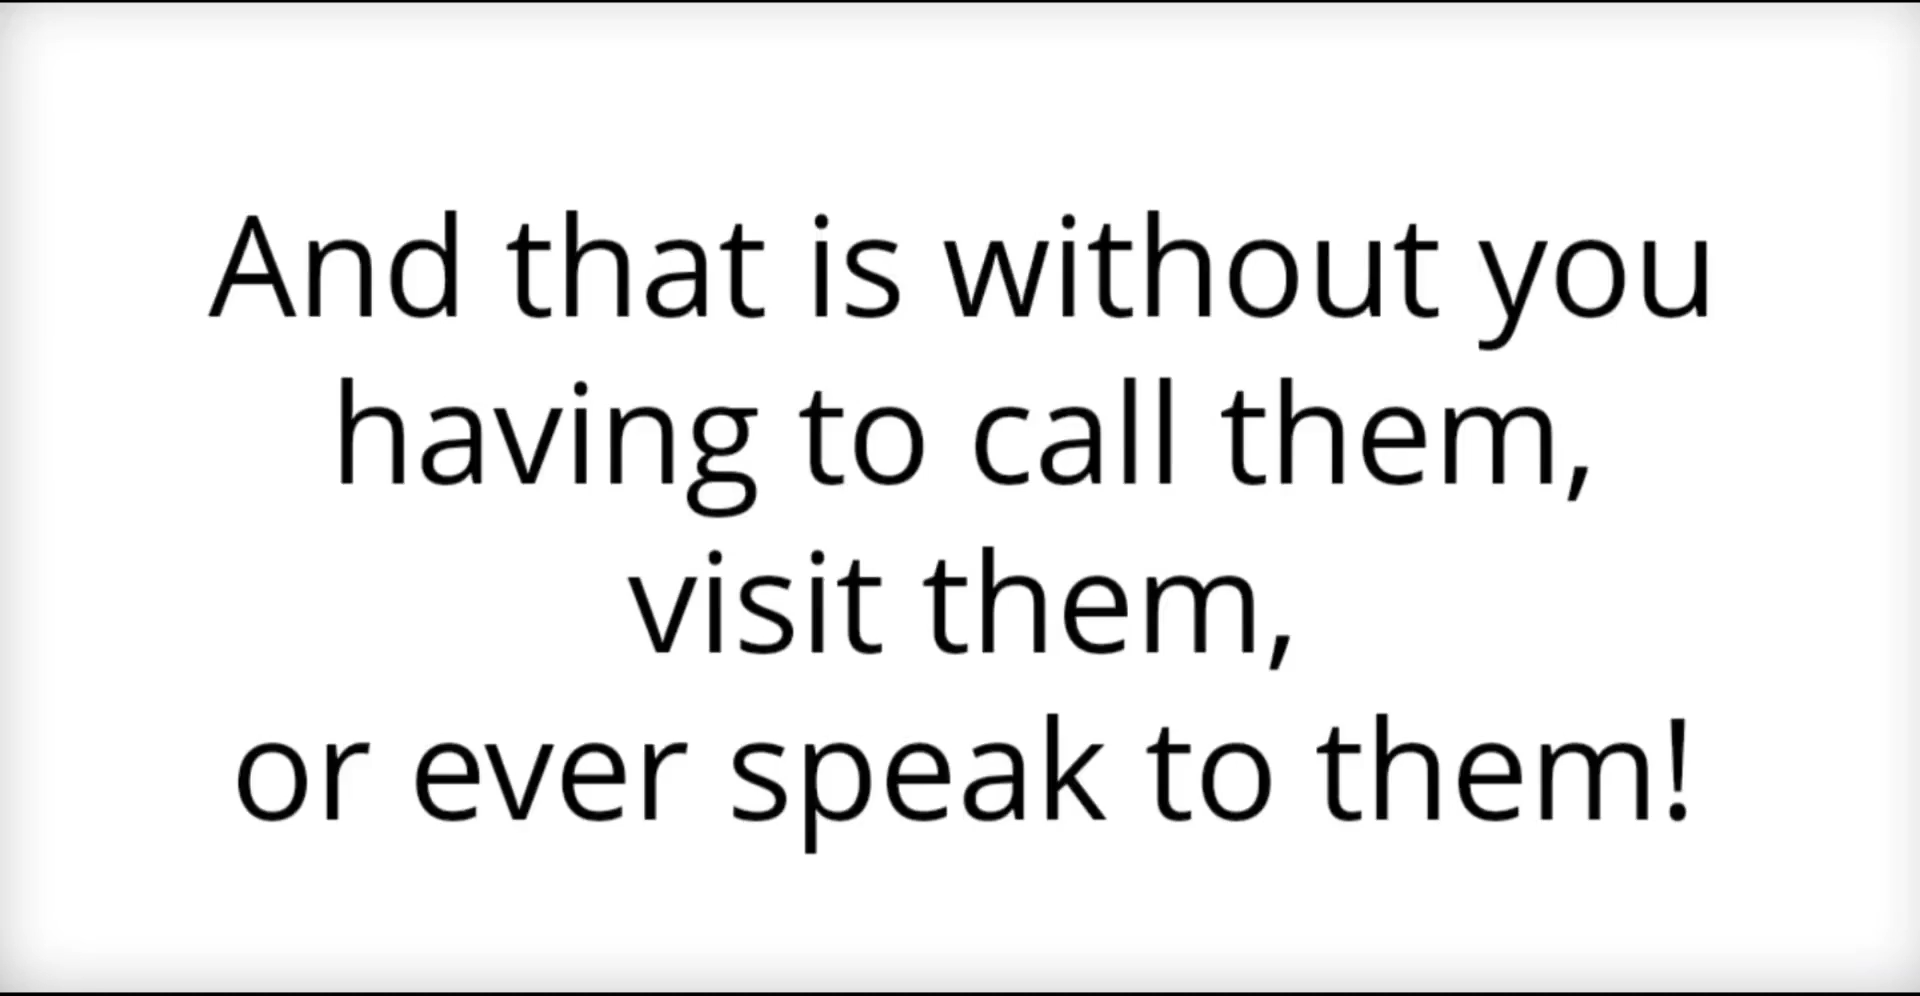 And that is without you
having to call them,
visit them,
or ever speak to them!